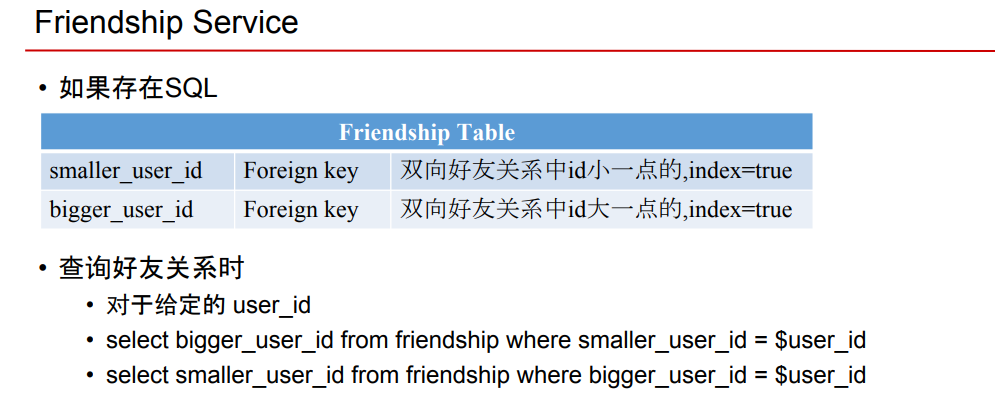 Friendship Service
• 如果存在SQL
Friendship Table
smaller_user_id Foreign key 双向好友关系中id小一点的,index=true
bigger_user_id Foreign key 双向好友关系中id大一点的,index=true
• 查询好友关系时
• 对于给定的 user_id
• select bigger_user_id from friendship where smaller_user_id = $user_id
• select smaller_user_id from friendship where bigger_user_id = $user_id